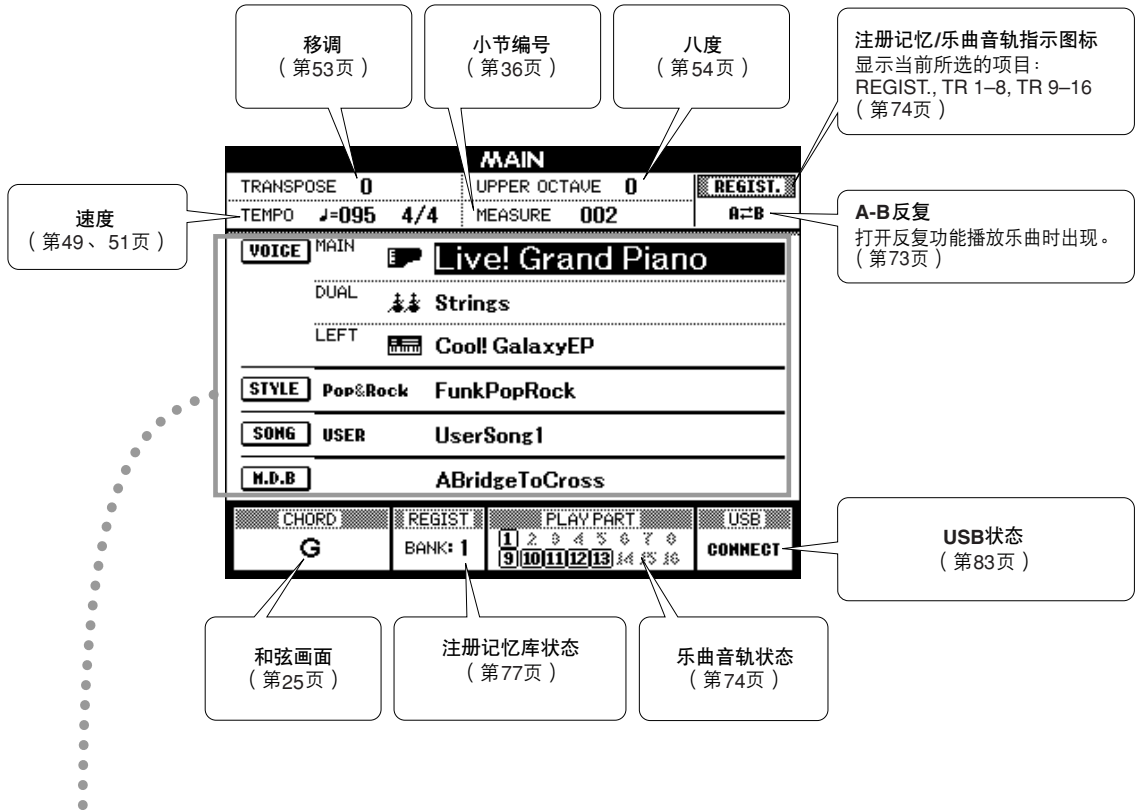 移调
（第53页）
小节编号
（第36页）
八度
（第54页）
注册记忆/乐曲音轨指示图标
显示当前所选的项目：
REGIST., TR 1–8, TR 9–16
（第74页）
速度
（第49、51页）
MAIN
TRANSPOSE 0 UPPER OCTAVE 0 REGIST.
TEMPO ♩=095 4/4 MEASURE 002 A⇄B
A-B反复
打开反复功能播放乐曲时出现。
（第73页）
VOICE MAIN Live! Grand Piano
DUAL Strings
LEFT Cool! GalaxyEP
STYLE Pop&Rock FunkPopRock
SONG USER UserSong1
M.D.B ABridgeToCross
CHORD REGIST PLAY PART USB
G BANK: 1 1 2 3 4 5 6 7 8 CONNECT
9 10 11 12 13 14 15 16
USB状态
（第83页）
和弦画面
（第25页）
注册记忆库状态
（第77页）
乐曲音轨状态
（第74页）